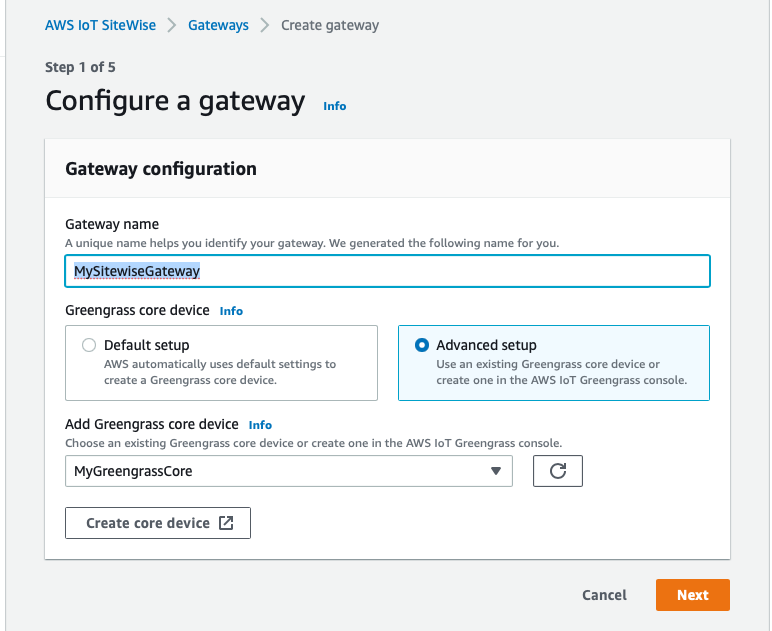 AWS IoT SiteWise > Gateways > Create gateway
Step 1 of 5
Configure a gateway Info
Gateway configuration
Gateway name
A unique name helps you identify your gateway. We generated the following name for you.
MySitewiseGateway
Greengrass core device Info
Default setup
AWS automatically uses default settings to
create a Greengrass core device.
Advanced setup
Use an existing Greengrass core device or
create one in the AWS IoT Greengrass console.
Add Greengrass core device Info
Choose an existing Greengrass core device or create one in the AWS IoT Greengrass console.
MyGreengrassCore
Create core device
Cancel Next